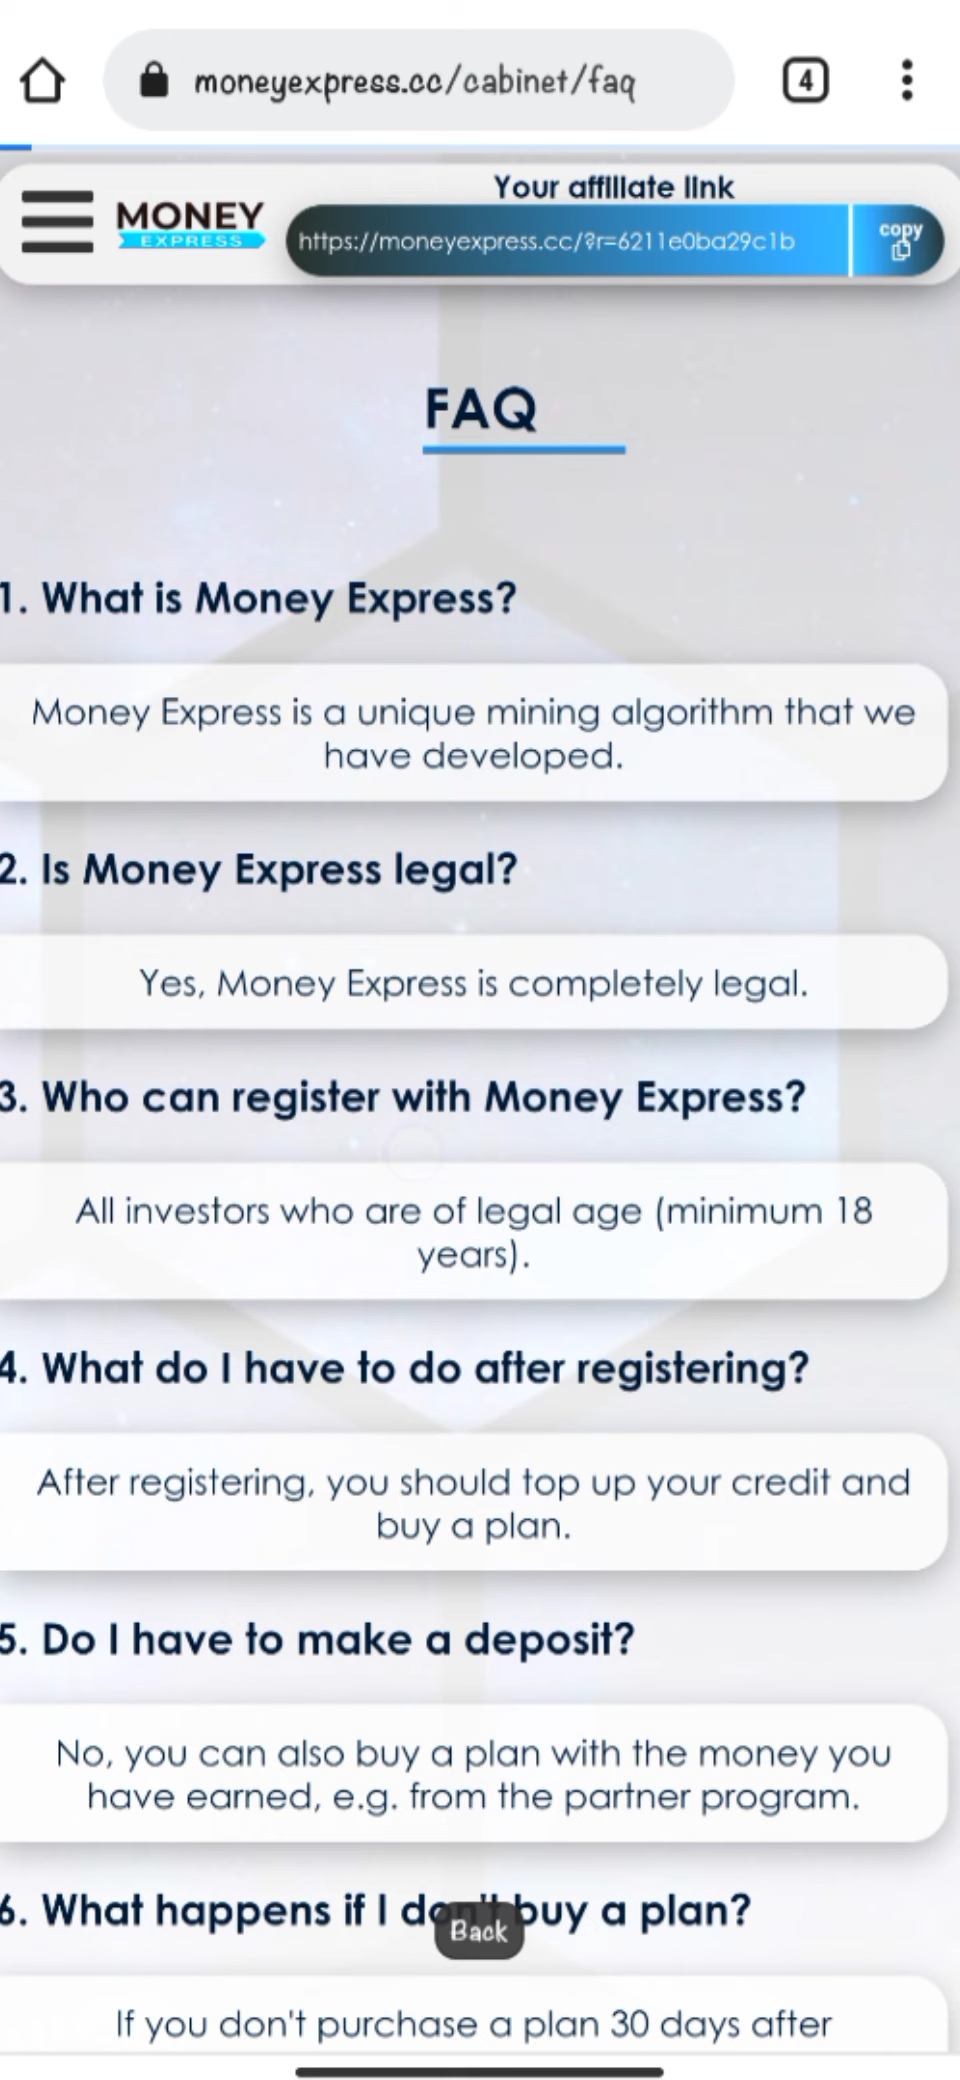 moneyexpress.cc/cabinet/faq
4
Your affiliate link
MONEY
EXPRESS
https://moneyexpress.cc/?r=6211e0ba29c1b
copy
FAQ
1. What is Money Express?
Money Express is a unique mining algorithm that we
have developed.
2. Is Money Express legal?
Yes, Money Express is completely legal.
3. Who can register with Money Express?
All investors who are of legal age (minimum 18
years).
4. What do I have to do after registering?
After registering, you should top up your credit and
buy a plan.
5. Do I have to make a deposit?
No, you can also buy a plan with the money you
have earned, e.g. from the partner program.
6. What happens if I don't buy a plan?
Back
If you don't purchase a plan 30 days after